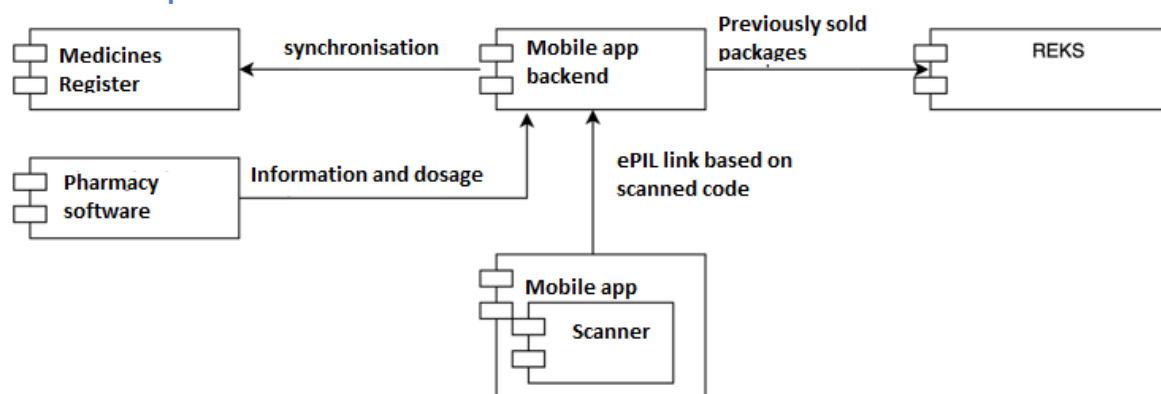 Medicines
Register
synchronisation
Mobile app
backend
Previously sold
packages
REKS
Pharmacy
software
Information and dosage
ePIL link based on
scanned code
Mobile app
Scanner